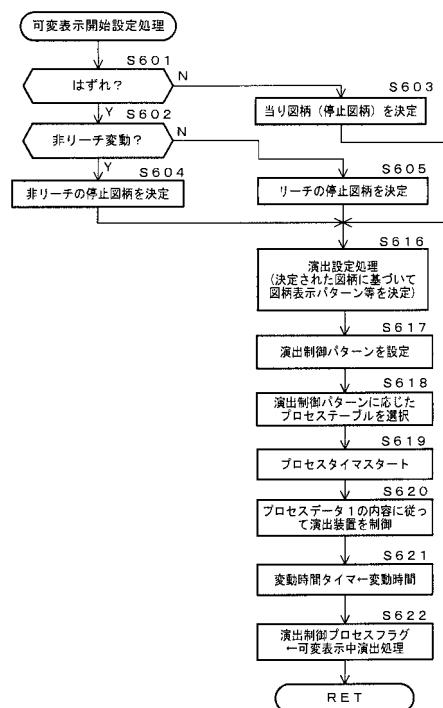 可変表示開始設定処理
S601
はずれ?
N
S603
当り図柄(停止図柄)を決定
Y
S602
非リーチ変動?
N
Y
S604
非リーチの停止図柄を決定
S605
リーチの停止図柄を決定
S616
演出設定処理
(決定された図柄に基づいて
図柄表示パターン等を決定)
S617
演出制御パターンを設定
S618
演出制御パターンに応じた
プロセステーブルを選択
S619
プロセスタイマスタート
S620
プロセスデータ1の内容に従っ
て演出装置を制御
S621
変動時間タイマ←変動時間
S622
演出制御プロセスフラグ
←可変表示中演出処理
RET